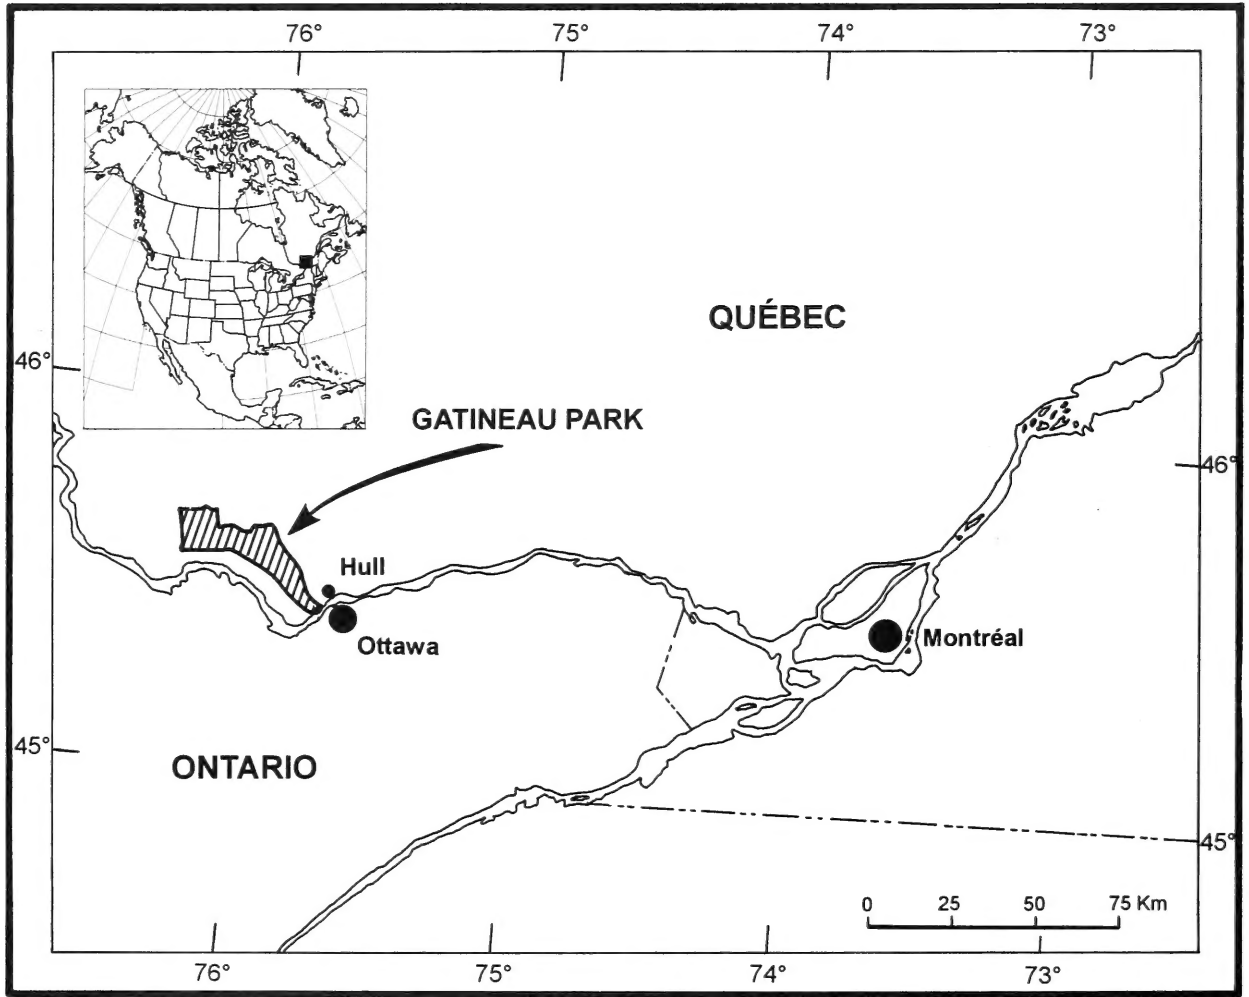 76° 75° 74° 73°
QUÉBEC
46°
GATINEAU PARK
46°
Hull
Ottawa
Montréal
45°
ONTARIO
45°
0 25 50 75 Km
76° 75° 74° 73°